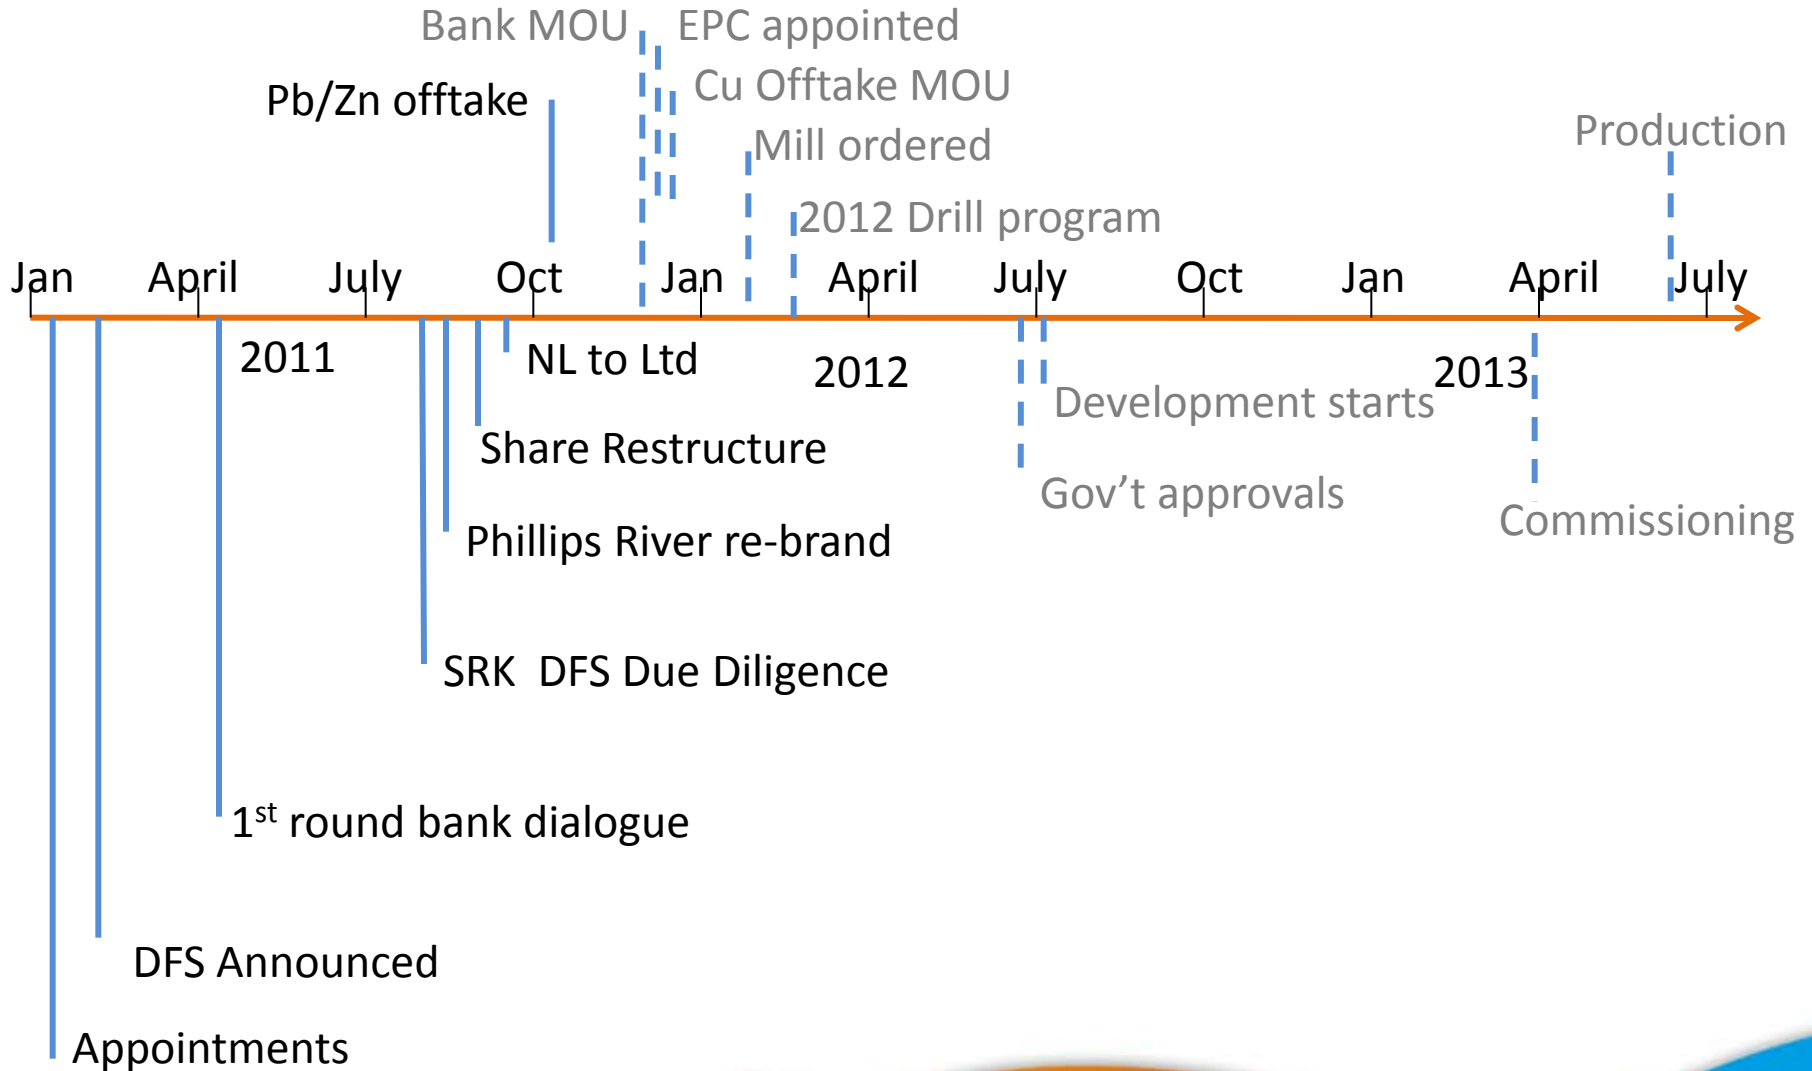 Bank MOU
EPC appointed
Pb/Zn offtake
Cu Offtake MOU
Mill ordered
Production
2012 Drill program
Jan April July Oct Jan April July Oct Jan April July
2011
NL to Ltd
2012
2013
Development starts
Share Restructure
Gov’t approvals
Commissioning
Phillips River re-brand
SRK DFS Due Diligence
1st round bank dialogue
DFS Announced
Appointments